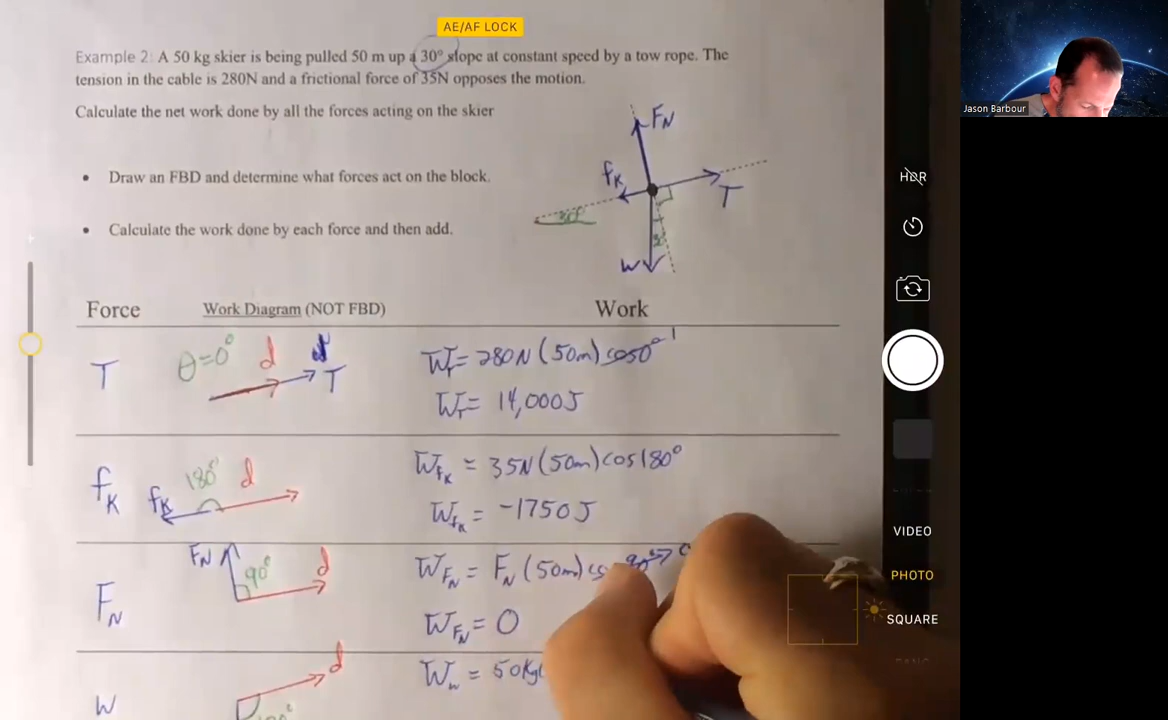 AE/AF LOCK
Example 2: A 50 kg skier is being pulled 50 m up a 30° slope at constant speed by a tow rope. The
tension in the cable is 280N and a frictional force of 35N opposes the motion.
Calculate the net work done by all the forces acting on the skier
Jason Barbour
FN
fK
T
30°
W
30°
• Draw an FBD and determine what forces act on the block.
• Calculate the work done by each force and then add.
HDR
Force Work Diagram (NOT FBD) Work
T θ=0° d T WT = 280N (50m) cos0° 1
WT = 14,000J
fK fK 180° d WfK = 35N (50m) cos180°
WfK = -1750J
FN FN 90° d WFN = FN (50m) 90° → 0
WFN = 0
W d Ww = 50kg(
VIDEO
PHOTO
SQUARE